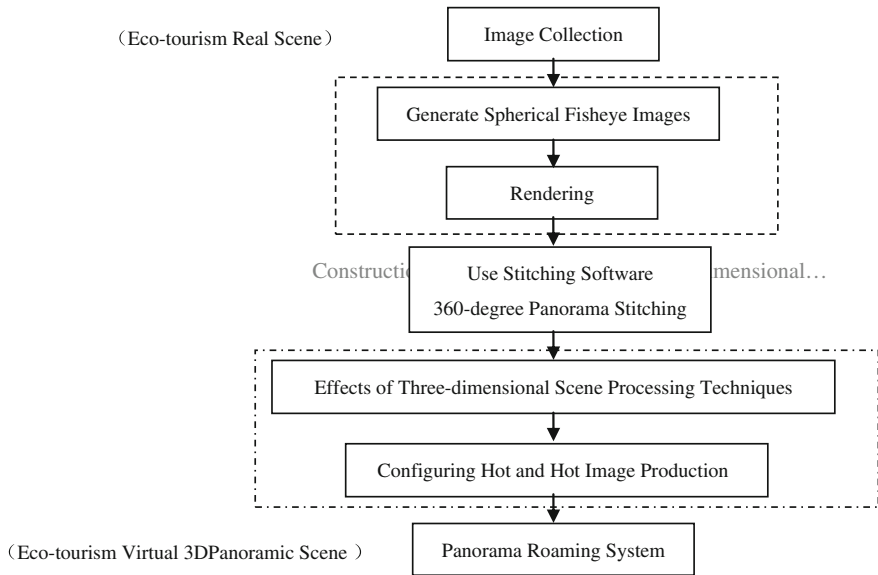 （Eco-tourism Real Scene）
Image Collection
Generate Spherical Fisheye Images
Rendering
Use Stitching Software
360-degree Panorama Stitching
Effects of Three-dimensional Scene Processing Techniques
Configuring Hot and Hot Image Production
（Eco-tourism Virtual 3DPanoramic Scene ）
Panorama Roaming System